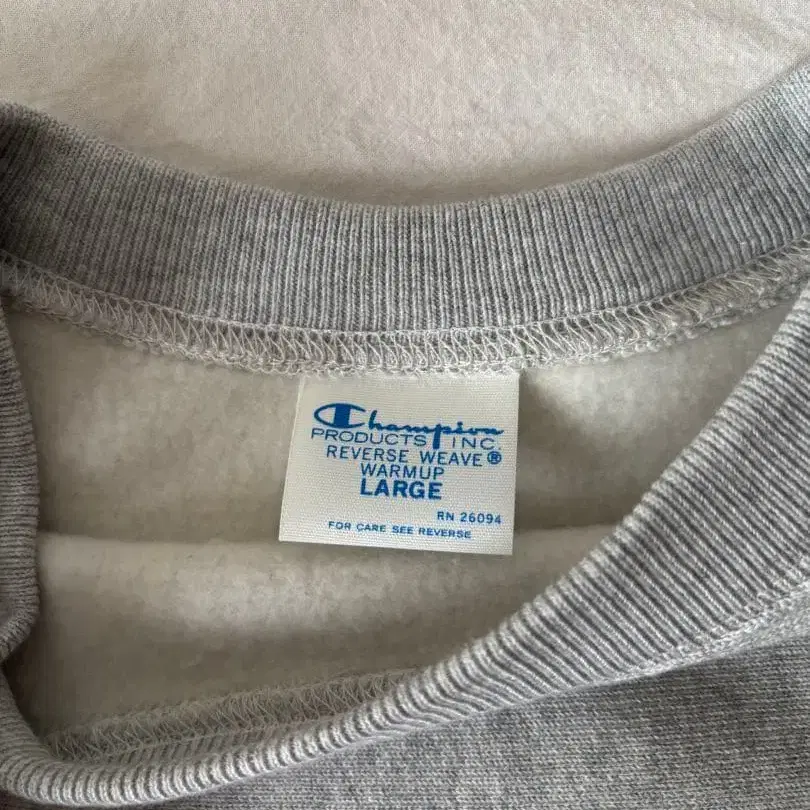 Champion
PRODUCTS INC.
REVERSE WEAVE®
WARMUP
LARGE
RN 26094
FOR CARE SEE REVERSE